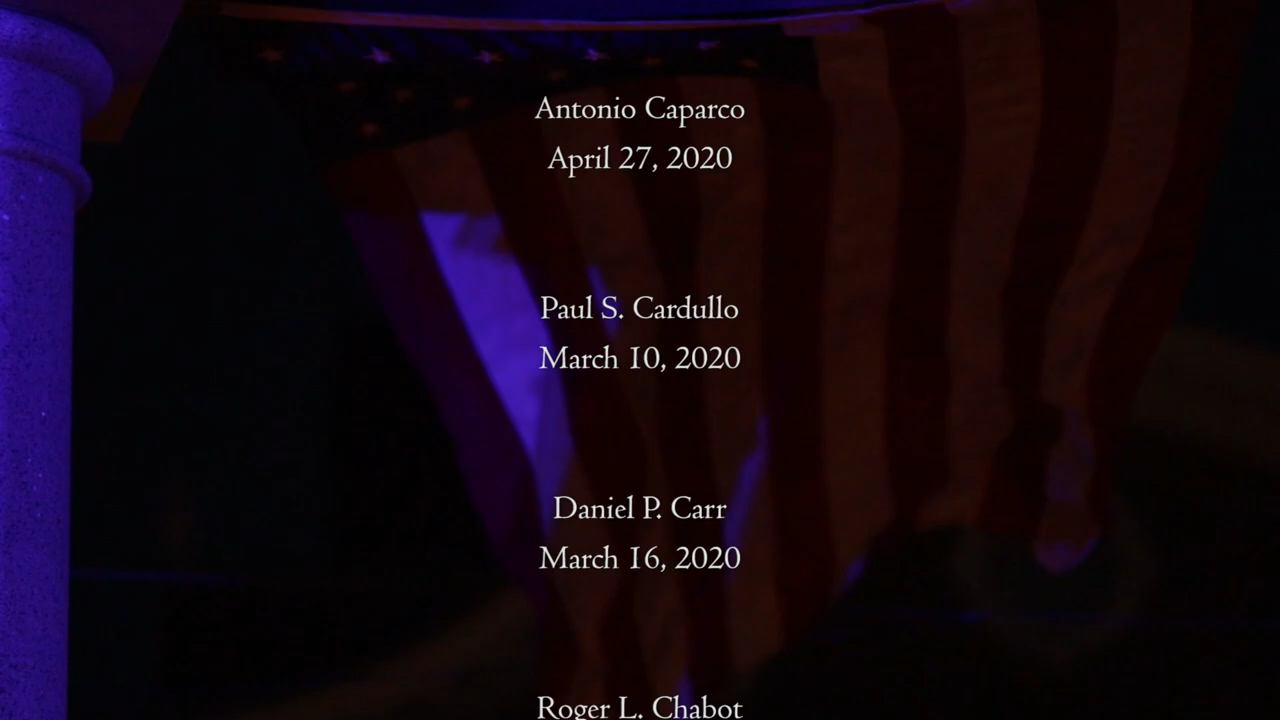 Antonio Caparco
April 27, 2020
Paul S. Cardullo
March 10, 2020
Daniel P. Carr
March 16, 2020
Roger L. Chabot